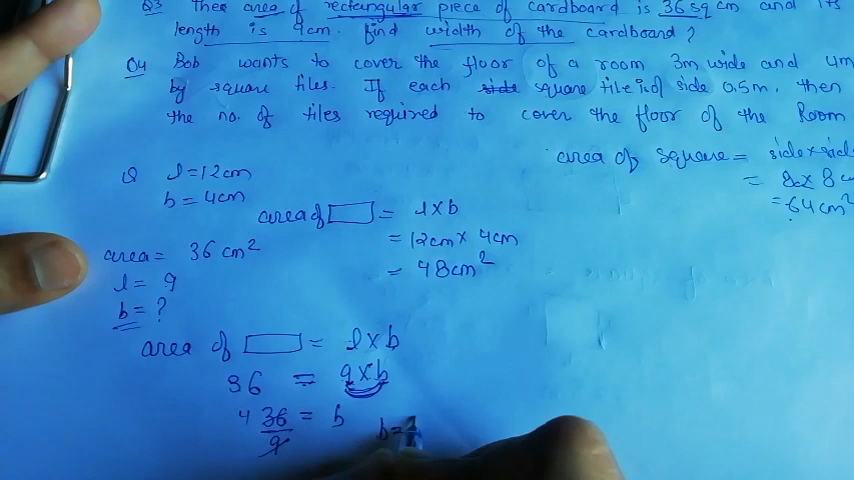 Q3 The area of rectangular piece of cardboard is 36 sq cm and its
length is 9cm. find width of the cardboard?
Q4 Bob wants to cover the floor of a room 3m wide and 4m
by square tiles. If each side square tile is of side 0.5m, then
the no. of tiles required to cover the floor of the Room
area of square = side × side
= 8 × 8 cm
= 64 cm²
l = 12cm
b = 4cm
area of = l × b
= 12cm × 4cm
= 48cm²
area = 36 cm²
l = 9
b = ?
area of = l × b
36 = 9 × b
4 36/9 = b
b =